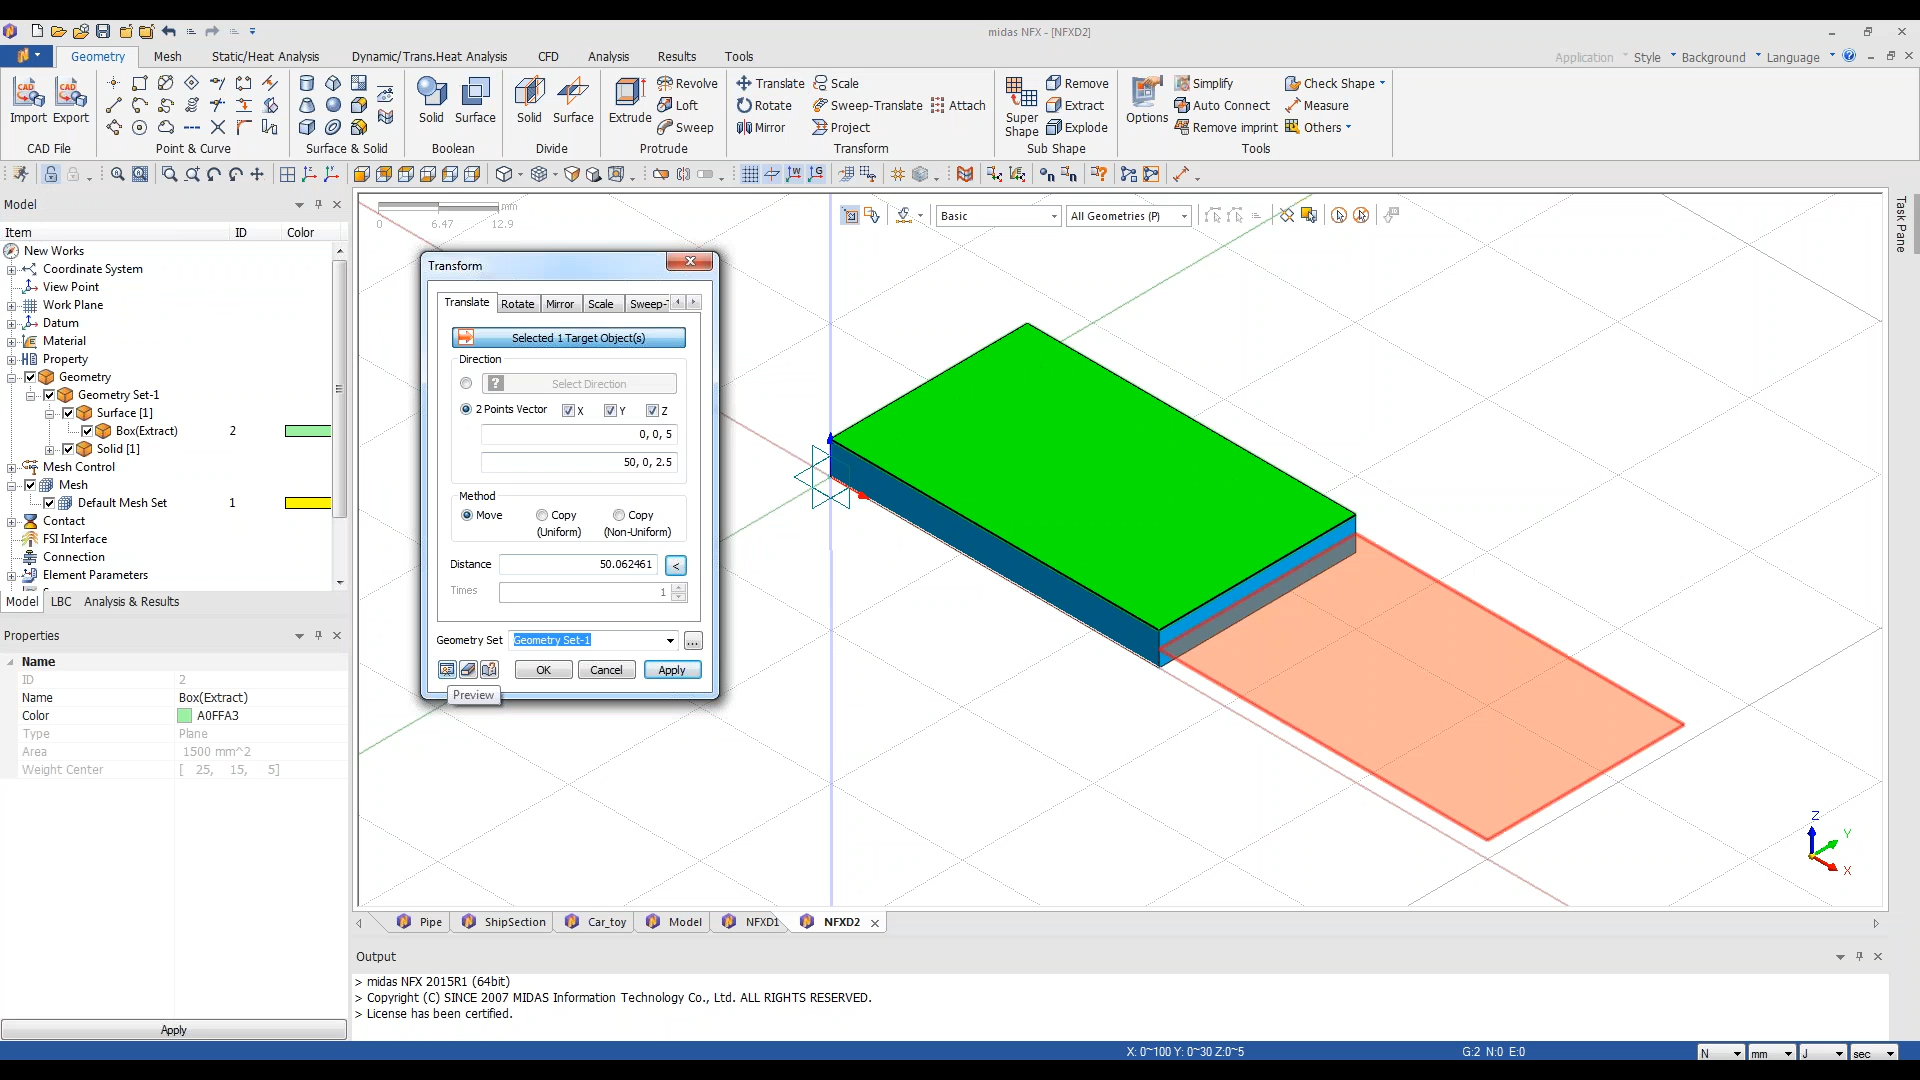 midas NFX - [NFXD2]
Geometry Mesh Static/Heat Analysis Dynamic/Trans.Heat Analysis CFD Analysis Results Tools
Application Style Background Language
Import Export
CAD File
Point & Curve
Surface & Solid
Solid Surface
Boolean
Solid Surface
Divide
Extrude
Revolve
Loft
Sweep
Protrude
Translate Scale
Rotate Sweep-Translate Attach
Mirror Project
Transform
Super Shape
Remove
Extract
Explode
Sub Shape
Options
Simplify Check Shape
Auto Connect Measure
Remove imprint Others
Tools
Model
Item ID Color
New Works
Coordinate System
View Point
Work Plane
Datum
Material
Property
Geometry
Geometry Set-1
Surface [1]
Box(Extract) 2
Solid [1]
Mesh Control
Mesh
Default Mesh Set 1
Contact
FSI Interface
Connection
Element Parameters
Model LBC Analysis & Results
Properties
Name
ID 2
Name Box(Extract)
Color A0FFA3
Type Plane
Area 1500 mm^2
Weight Center [ 25, 15, 5]
Apply
mm
0 6.47 12.9
Basic All Geometries (P)
Task Pane
Transform
Translate Rotate Mirror Scale Sweep-
Selected 1 Target Object(s)
Direction
? Select Direction
2 Points Vector X Y Z
0, 0, 5
50, 0, 2.5
Method
Move Copy (Uniform) Copy (Non-Uniform)
Distance 50.062461 <
Times 1
Geometry Set Geometry Set-1 ...
OK Cancel Apply
Preview
Z
Y
X
Pipe ShipSection Car_toy Model NFXD1 NFXD2
Output
> midas NFX 2015R1 (64bit)
> Copyright (C) SINCE 2007 MIDAS Information Technology Co., Ltd. ALL RIGHTS RESERVED.
> License has been certified.
X: 0~100 Y: 0~30 Z:0~5 G:2 N:0 E:0 N mm J sec